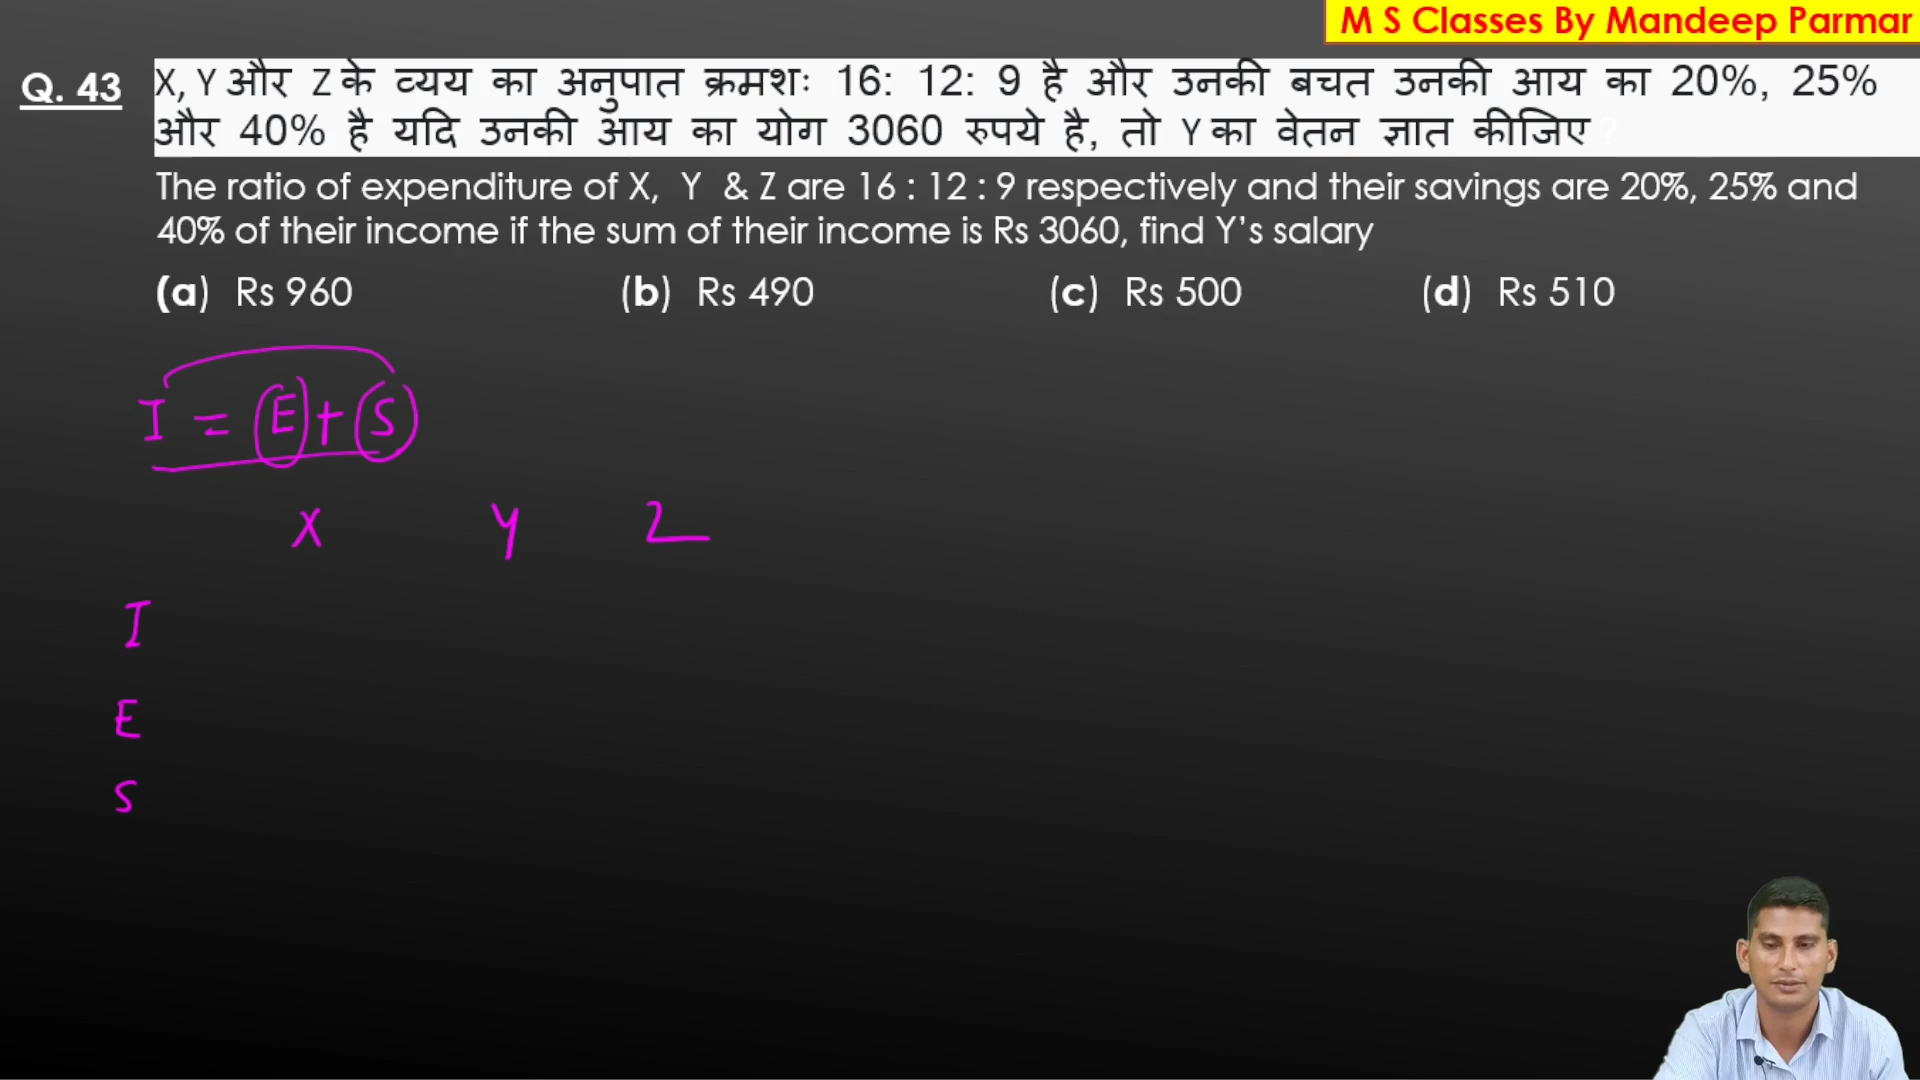 M S Classes By Mandeep Parmar
Q. 43 X, Y और Z के व्यय का अनुपात क्रमशः 16: 12: 9 है और उनकी बचत उनकी आय का 20%, 25%
और 40% है यदि उनकी आय का योग 3060 रुपये है, तो Y का वेतन ज्ञात कीजिए ?
The ratio of expenditure of X, Y & Z are 16 : 12 : 9 respectively and their savings are 20%, 25% and
40% of their income if the sum of their income is Rs 3060, find Y's salary
(a) Rs 960 (b) Rs 490 (c) Rs 500 (d) Rs 510
I = E + S
X Y Z
I
E
S